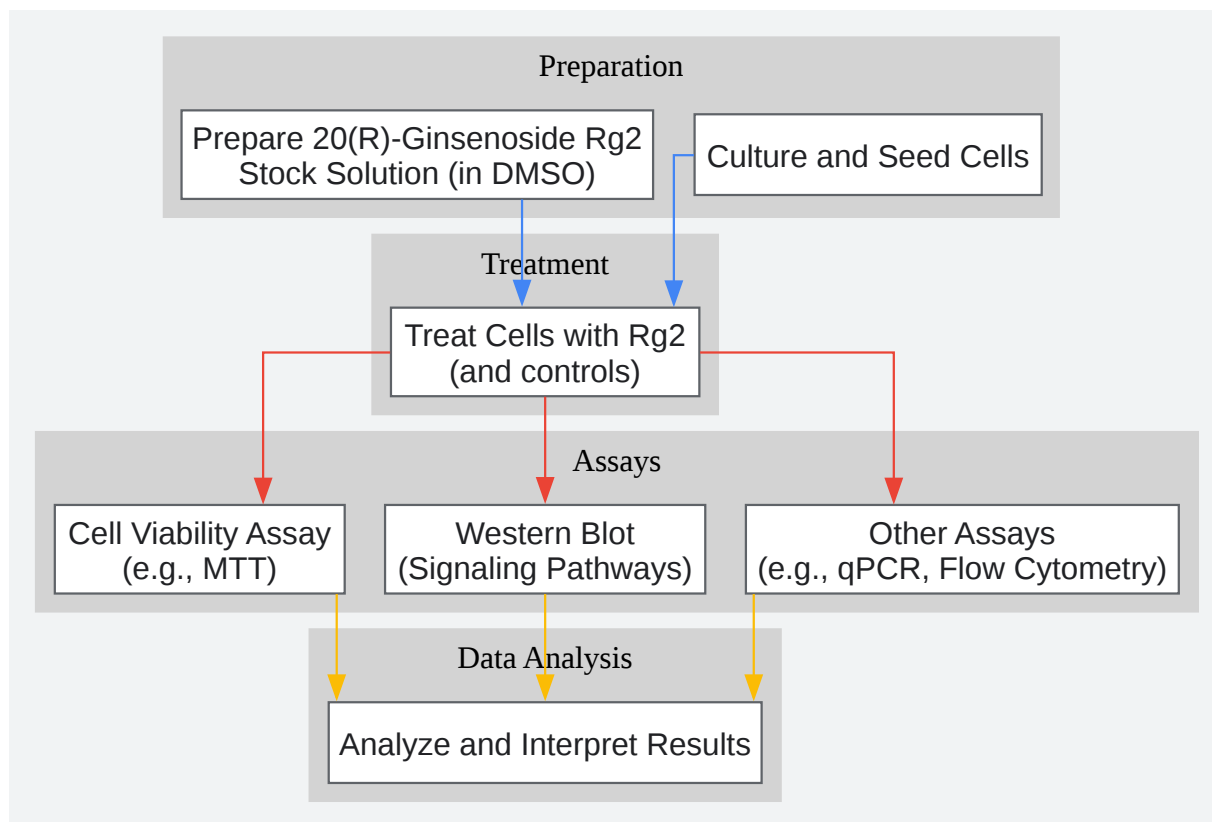 Preparation
Prepare 20(R)-Ginsenoside Rg2
Stock Solution (in DMSO)
Culture and Seed Cells
Treatment
Treat Cells with Rg2
(and controls)
Assays
Cell Viability Assay
(e.g., MTT)
Western Blot
(Signaling Pathways)
Other Assays
(e.g., qPCR, Flow Cytometry)
Data Analysis
Analyze and Interpret Results